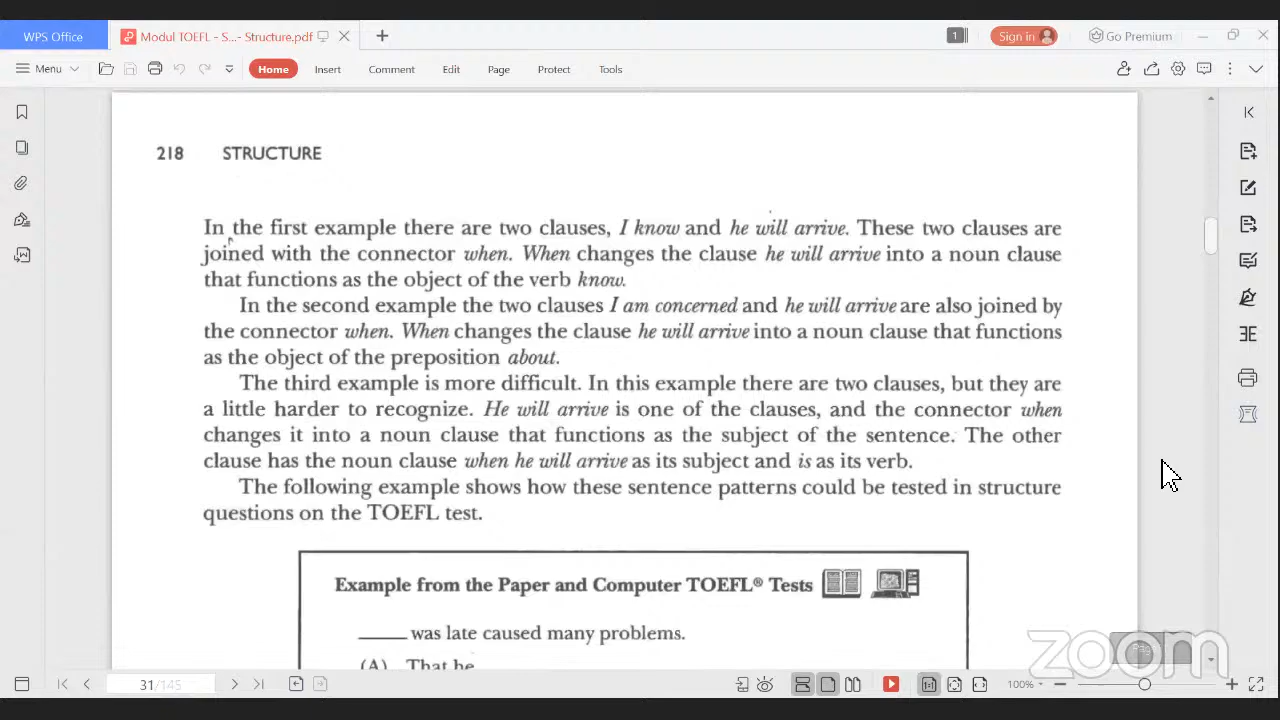 WPS Office
Modul TOEFL - S...- Structure.pdf
1
Sign in
Go Premium
Menu
Home
Insert
Comment
Edit
Page
Protect
Tools
218 STRUCTURE
In the first example there are two clauses, I know and he will arrive. These two clauses are
joined with the connector when. When changes the clause he will arrive into a noun clause
that functions as the object of the verb know.
In the second example the two clauses I am concerned and he will arrive are also joined by
the connector when. When changes the clause he will arrive into a noun clause that functions
as the object of the preposition about.
The third example is more difficult. In this example there are two clauses, but they are
a little harder to recognize. He will arrive is one of the clauses, and the connector when
changes it into a noun clause that functions as the subject of the sentence. The other
clause has the noun clause when he will arrive as its subject and is as its verb.
The following example shows how these sentence patterns could be tested in structure
questions on the TOEFL test.
Example from the Paper and Computer TOEFL® Tests
_____ was late caused many problems.
(A) That he
zoom
31/145
1:1
100%